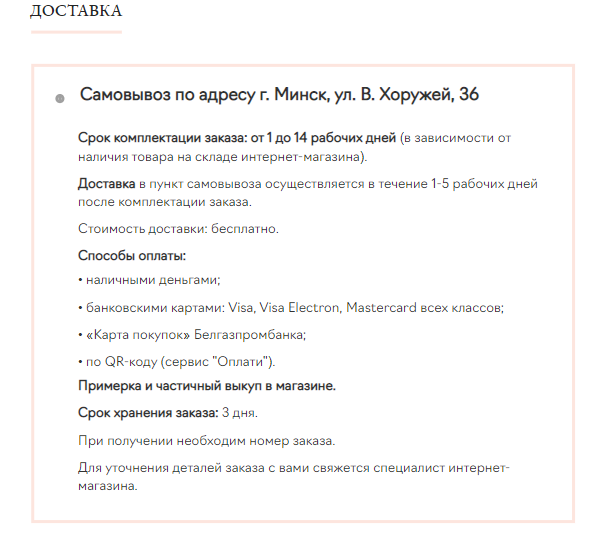 ДОСТАВКА
Самовывоз по адресу г. Минск, ул. В. Хоружей, 36
Срок комплектации заказа: от 1 до 14 рабочих дней (в зависимости от
наличия товара на складе интернет-магазина).
Доставка в пункт самовывоза осуществляется в течение 1-5 рабочих дней
после комплектации заказа.
Стоимость доставки: бесплатно.
Способы оплаты:
• наличными деньгами;
• банковскими картами: Visa, Visa Electron, Mastercard всех классов;
• «Карта покупок» Белгазпромбанка;
• по QR-коду (сервис "Оплати").
Примерка и частичный выкуп в магазине.
Срок хранения заказа: 3 дня.
При получении необходим номер заказа.
Для уточнения деталей заказа с вами свяжется специалист интернет-
магазина.